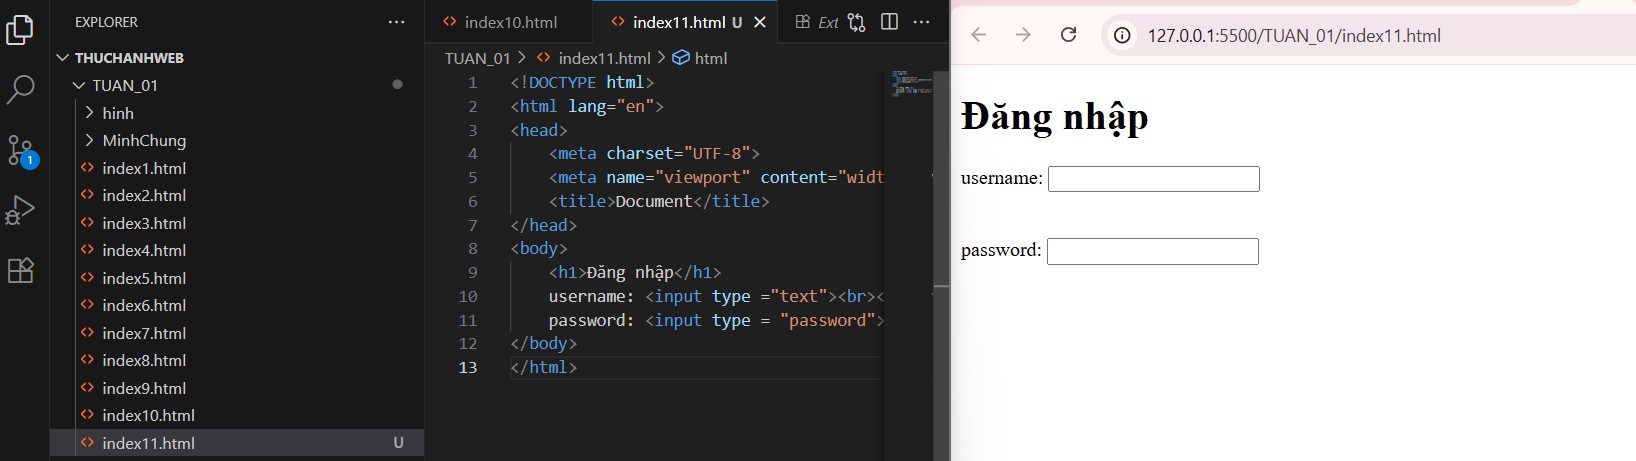 EXPLORER
THUCHANHWEB
TUAN_01
hinh
MinhChung
index1.html
index2.html
index3.html
index4.html
index5.html
index6.html
index7.html
index8.html
index9.html
index10.html
index11.html U
1
index10.html
index11.html U
Ext
TUAN_01 > index11.html > html
1 <!DOCTYPE html>
2 <html lang="en">
3 <head>
4 <meta charset="UTF-8">
5 <meta name="viewport" content="widt
6 <title>Document</title>
7 </head>
8 <body>
9 <h1>Đăng nhập</h1>
10 username: <input type ="text"><br><
11 password: <input type = "password">
12 </body>
13 </html>
127.0.0.1:5500/TUAN_01/index11.html
Đăng nhập
username:
password: